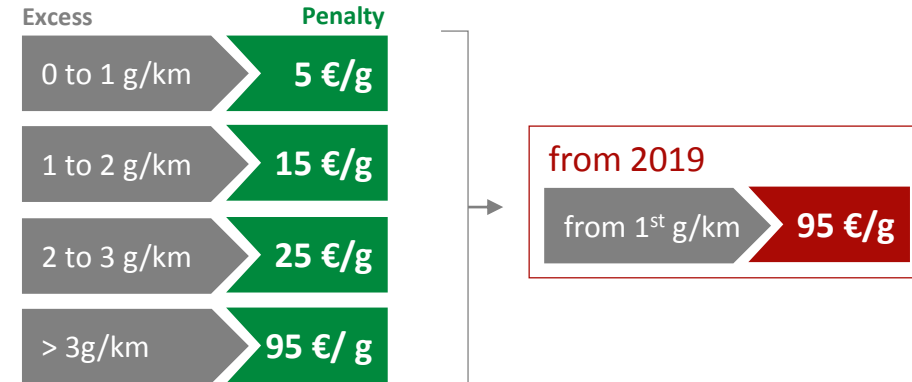 Excess Penalty
0 to 1 g/km 5 €/g
1 to 2 g/km 15 €/g
2 to 3 g/km 25 €/g
> 3g/km 95 €/ g
from 2019
from 1st g/km 95 €/g